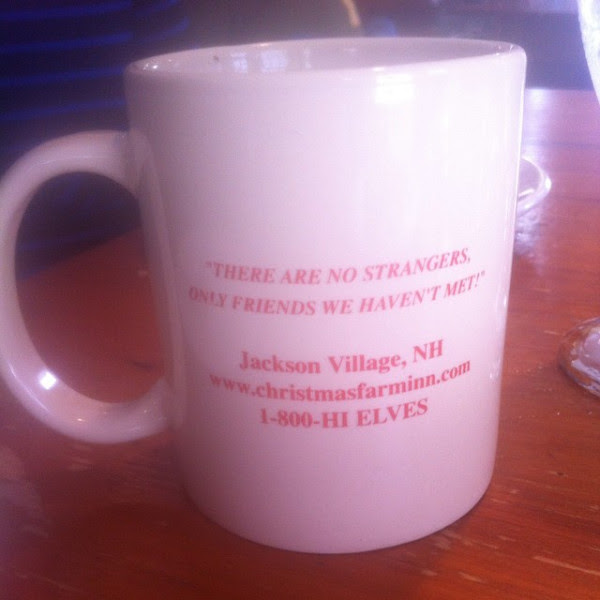 "THERE ARE NO STRANGERS,
ONLY FRIENDS WE HAVEN'T MET!"
Jackson Village, NH
www.christmasfarminn.com
1-800-HI ELVES